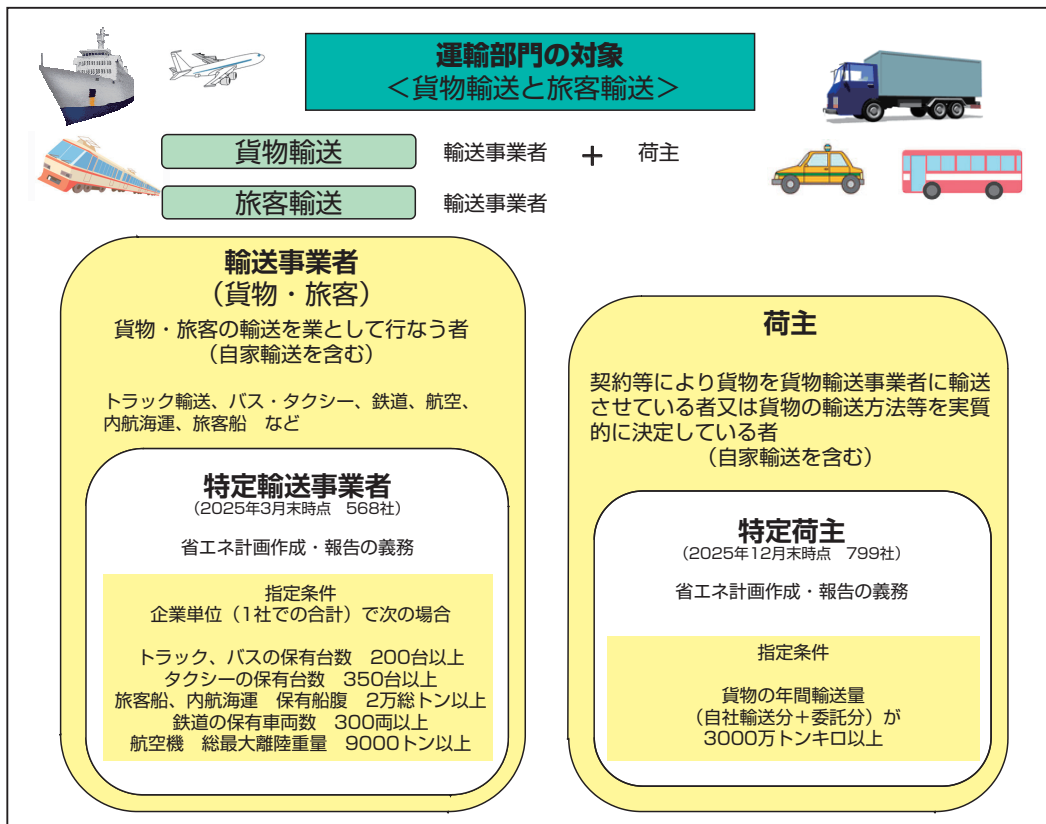 運輸部門の対象
＜貨物輸送と旅客輸送＞
貨物輸送　輸送事業者　＋　荷主
旅客輸送　輸送事業者
輸送事業者
（貨物・旅客）
貨物・旅客の輸送を業として行なう者
（自家輸送を含む）
トラック輸送、バス・タクシー、鉄道、航空、
内航海運、旅客船　など
特定輸送事業者
（2025年3月末時点　568社）
省エネ計画作成・報告の義務
指定条件
企業単位（1社での合計）で次の場合
トラック、バスの保有台数　200台以上
タクシーの保有台数　350台以上
旅客船、内航海運　保有船腹　2万総トン以上
鉄道の保有車両数　300両以上
航空機　総最大離陸重量　9000トン以上
荷主
契約等により貨物を貨物輸送事業者に輸送
させている者又は貨物の輸送方法等を実質
的に決定している者
（自家輸送を含む）
特定荷主
（2025年12月末時点　799社）
省エネ計画作成・報告の義務
指定条件
貨物の年間輸送量
（自社輸送分＋委託分）が
3000万トンキロ以上